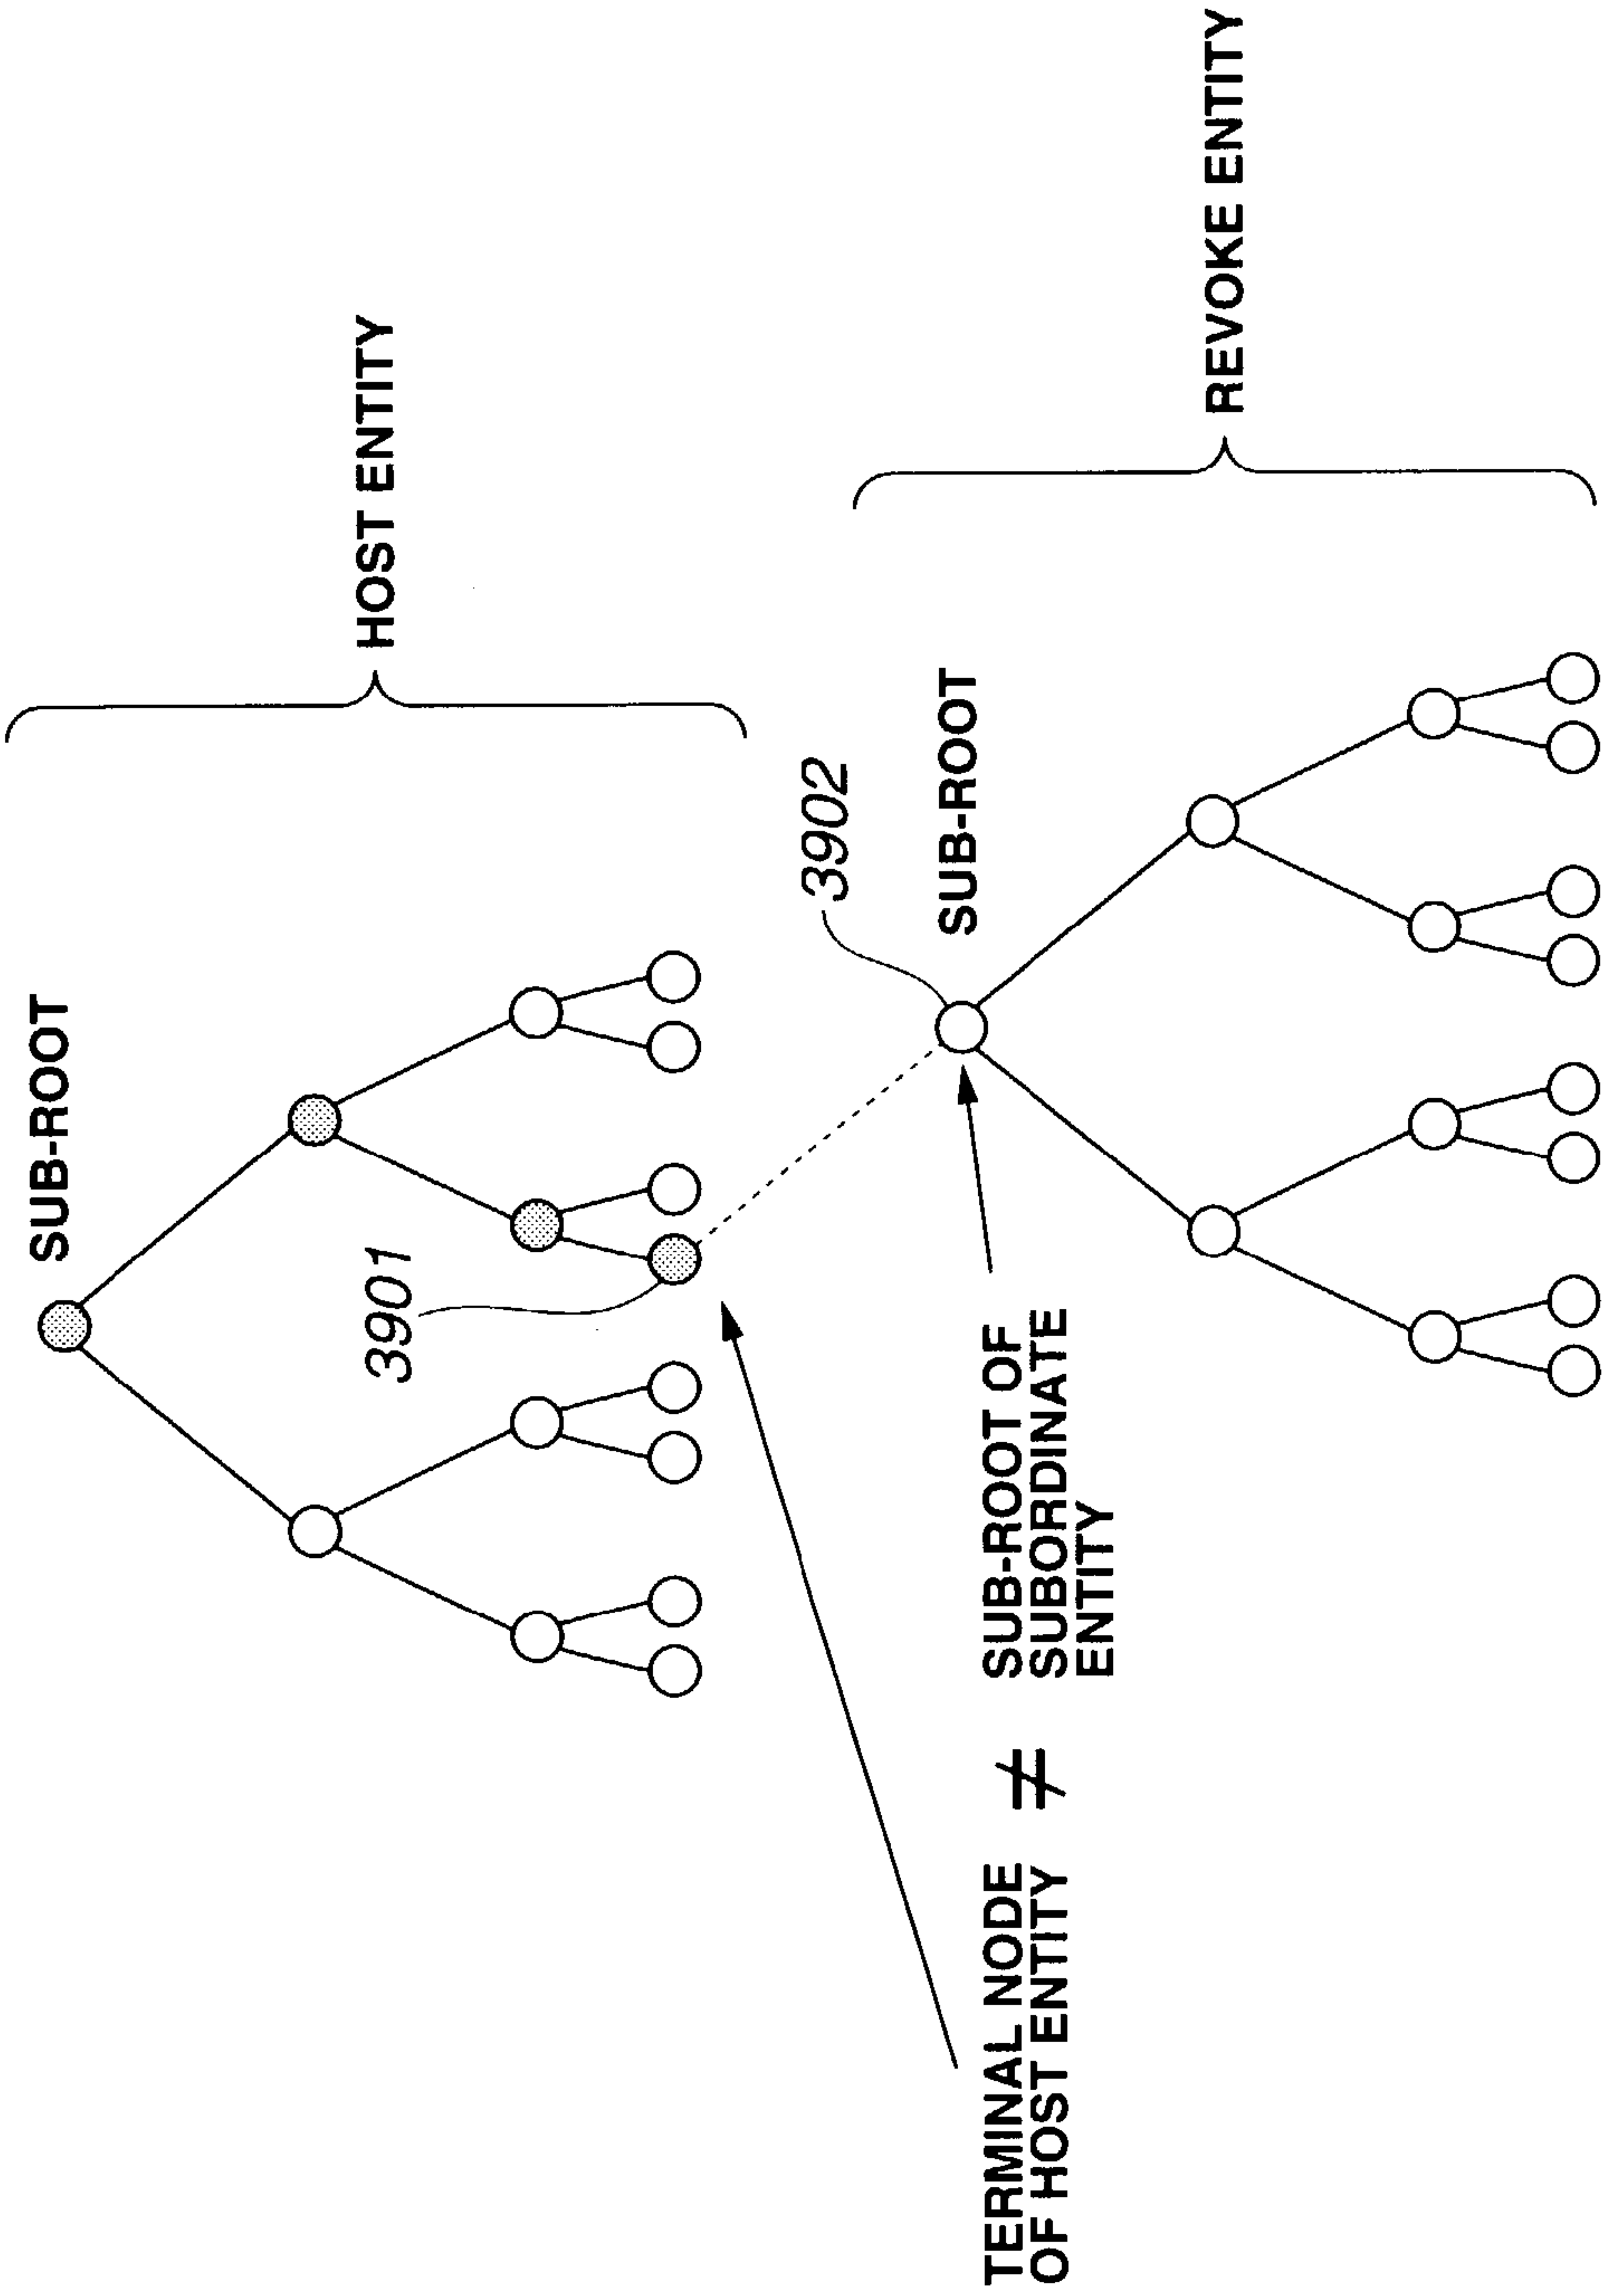 SUB-ROOT
HOST ENTITY
3901
3902
SUB-ROOT
REVOKE ENTITY
TERMINAL NODE
OF HOST ENTITY
≠
SUB-ROOT OF
SUBORDINATE
ENTITY